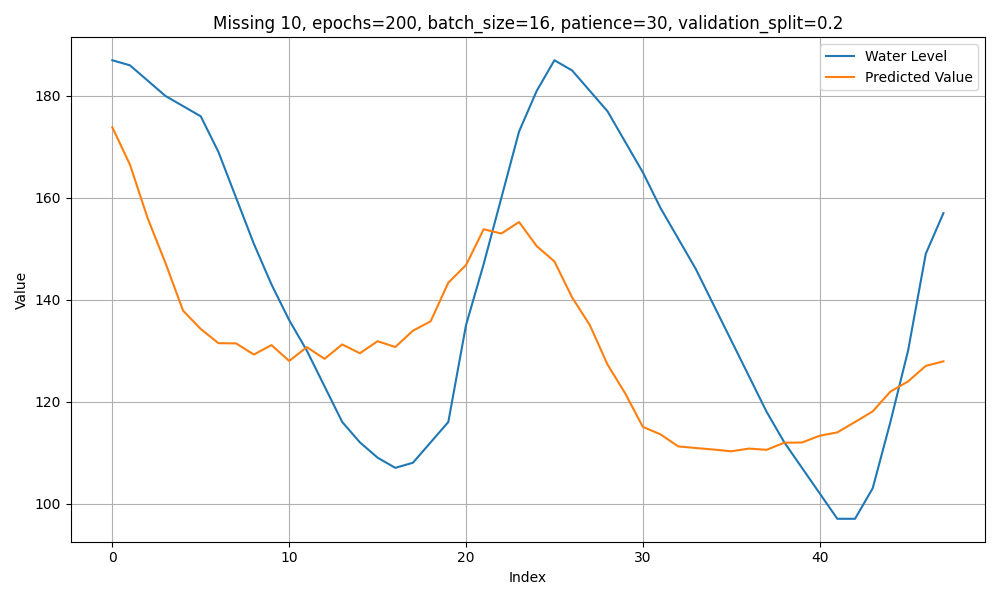 Missing 10, epochs=200, batch_size=16, patience=30, validation_split=0.2
Water Level
Predicted Value
Value
180
160
140
120
100
0 10 20 30 40
Index